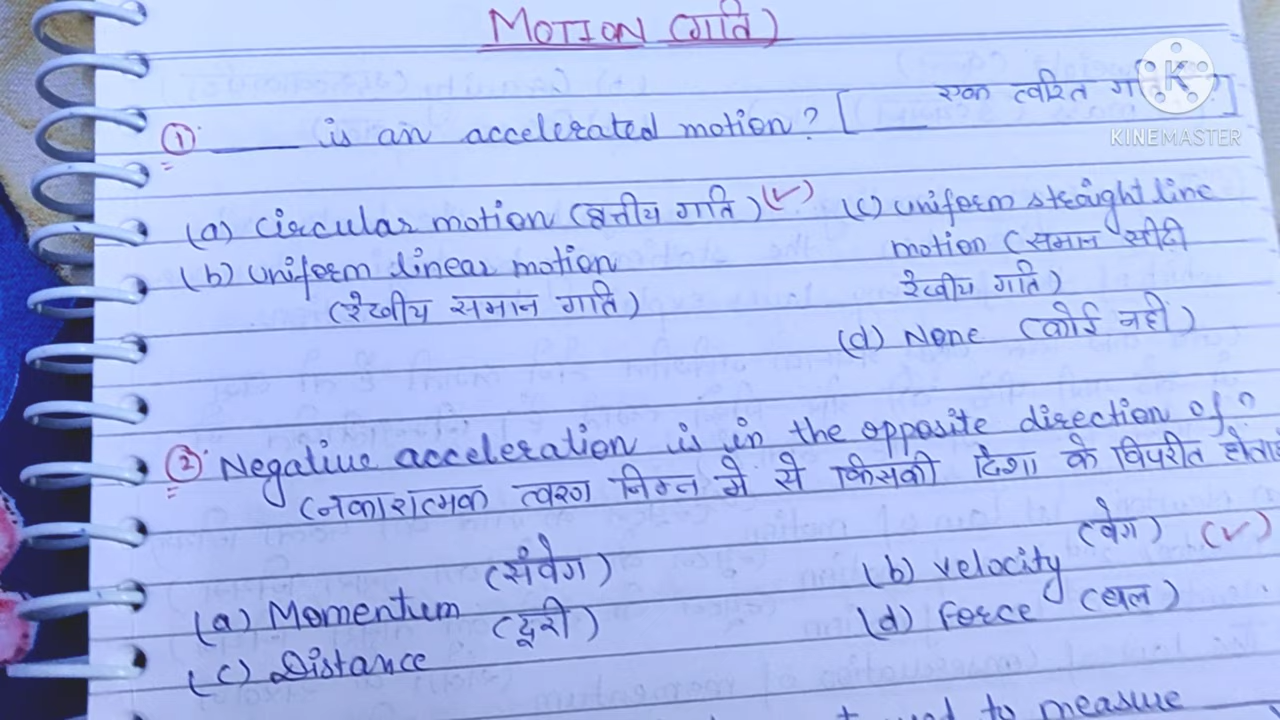 MOTION (गति)
① ____ is an accelerated motion? [ ___ एक त्वरित
KINEMASTER
(a) circular motion (वृत्तीय गति) (✓) (c) uniform straight line
motion (समान सीदी
(b) uniform linear motion
रेखीय गति)
(रेखीय समान गति)
(d) None (कोई नही)
② Negative acceleration is in the opposite direction of?
(नकारात्मक त्वरण निम्न में से किसकी दिशा के विपरीत होता
(a) Momentum (संवेग) (b) velocity (वेग) (✓)
(c) Distance (दूरी) (d) Force (बल)
to measure